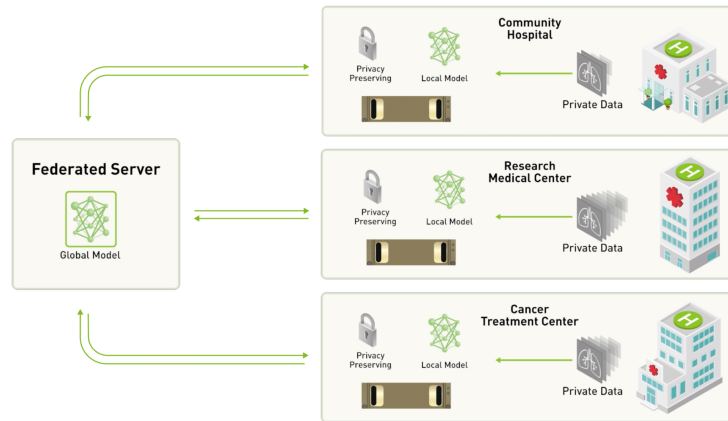 Community
Hospital
Privacy
Preserving
Local Model
Private Data
H
Federated Server
Global Model
Research
Medical Center
Privacy
Preserving
Local Model
Private Data
H
Cancer
Treatment Center
Privacy
Preserving
Local Model
Private Data
H